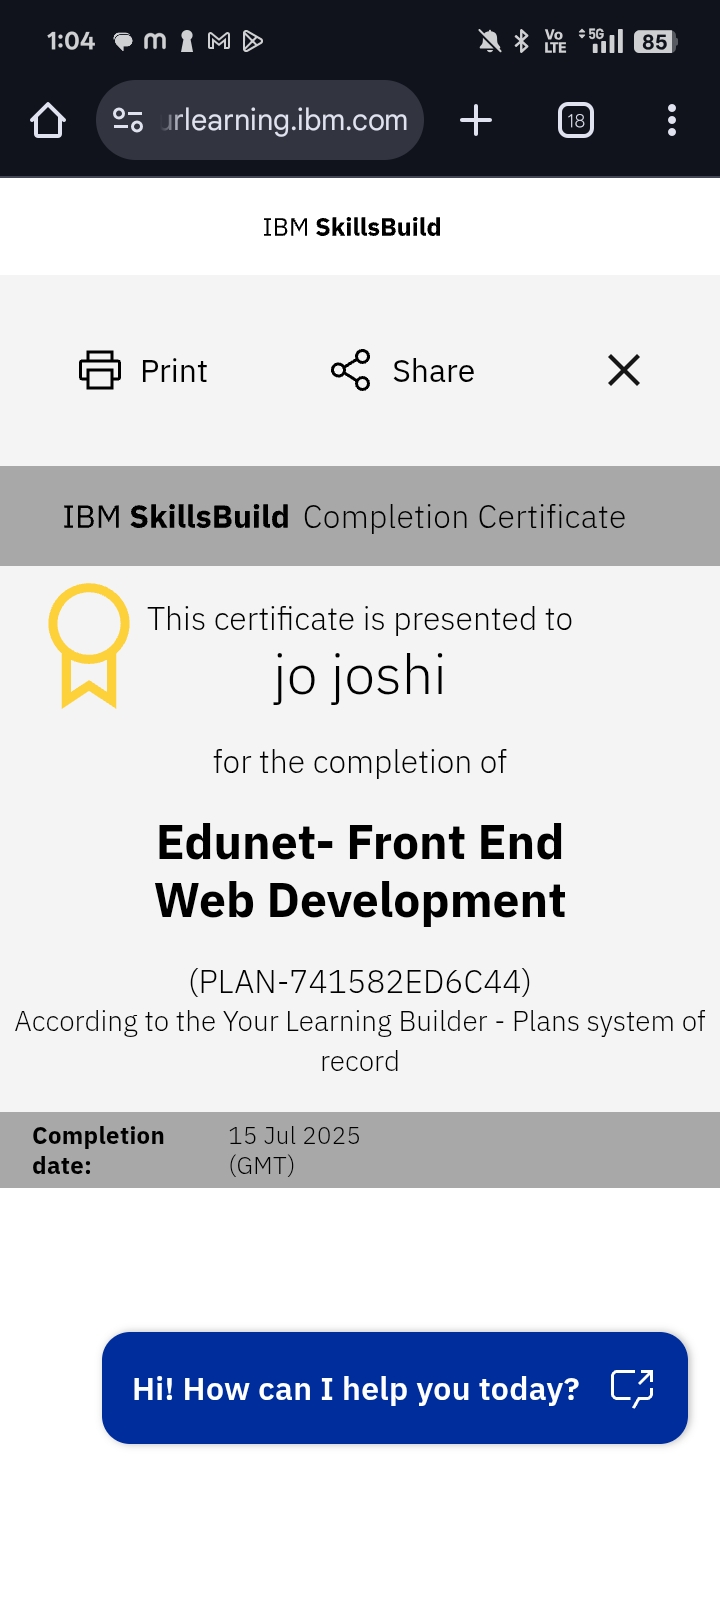 1:04
Vo LTE 5G 85
urlearning.ibm.com
18
IBM SkillsBuild
Print Share
IBM SkillsBuild Completion Certificate
This certificate is presented to
jo joshi
for the completion of
Edunet- Front End
Web Development
(PLAN-741582ED6C44)
According to the Your Learning Builder - Plans system of
record
Completion date: 15 Jul 2025 (GMT)
Hi! How can I help you today?